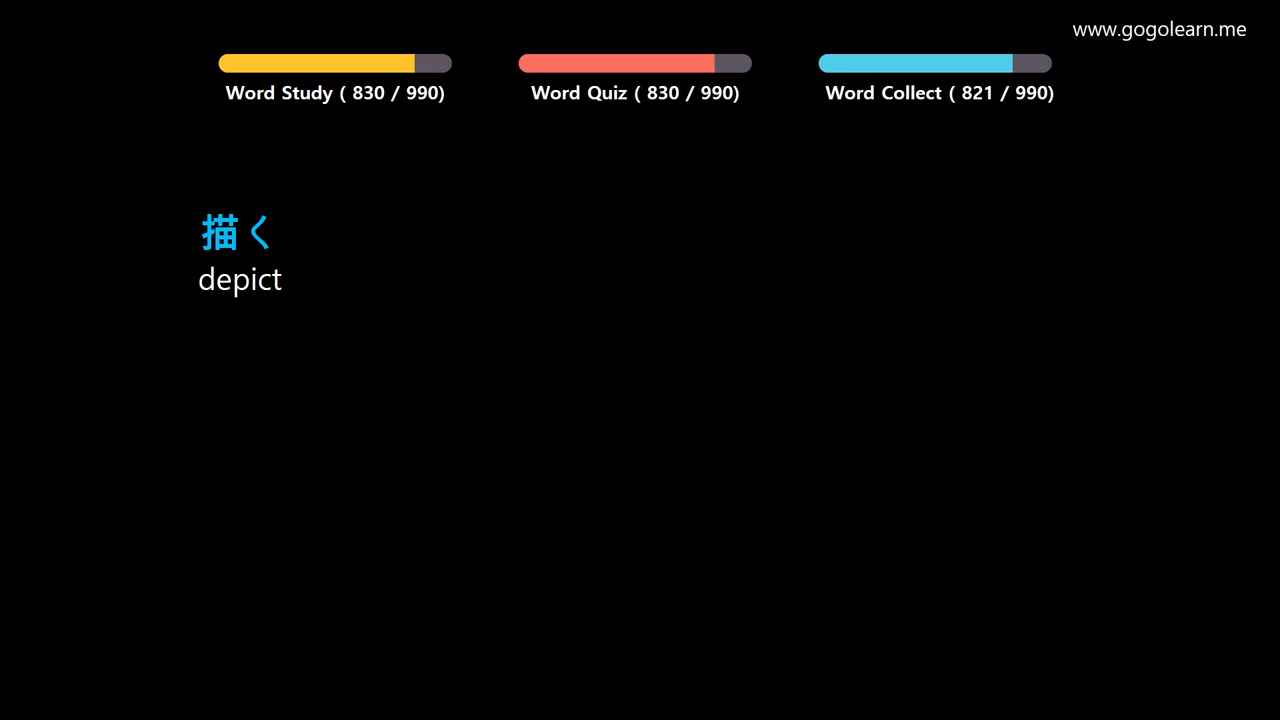 www.gogolearn.me
Word Study ( 830 / 990)
Word Quiz ( 830 / 990)
Word Collect ( 821 / 990)
描く
depict